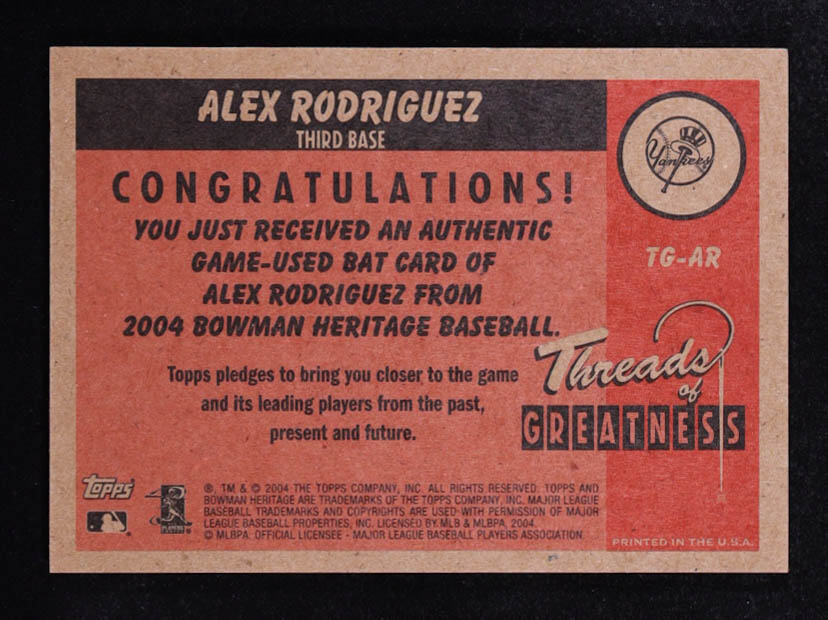 ALEX RODRIGUEZ
THIRD BASE
Yankees
CONGRATULATIONS!
YOU JUST RECEIVED AN AUTHENTIC
GAME-USED BAT CARD OF
ALEX RODRIGUEZ FROM
2004 BOWMAN HERITAGE BASEBALL.
TG-AR
Threads
of
GREATNESS
Topps pledges to bring you closer to the game
and its leading players from the past,
present and future.
topps
®, TM & © 2004 THE TOPPS COMPANY, INC. ALL RIGHTS RESERVED. TOPPS AND
BOWMAN HERITAGE ARE TRADEMARKS OF THE TOPPS COMPANY, INC. MAJOR LEAGUE
BASEBALL TRADEMARKS AND COPYRIGHTS ARE USED WITH PERMISSION OF MAJOR
LEAGUE BASEBALL PROPERTIES, INC. LICENSED BY MLB & MLBPA, 2004.
© MLBPA. OFFICIAL LICENSEE - MAJOR LEAGUE BASEBALL PLAYERS ASSOCIATION.
PRINTED IN THE U.S.A.